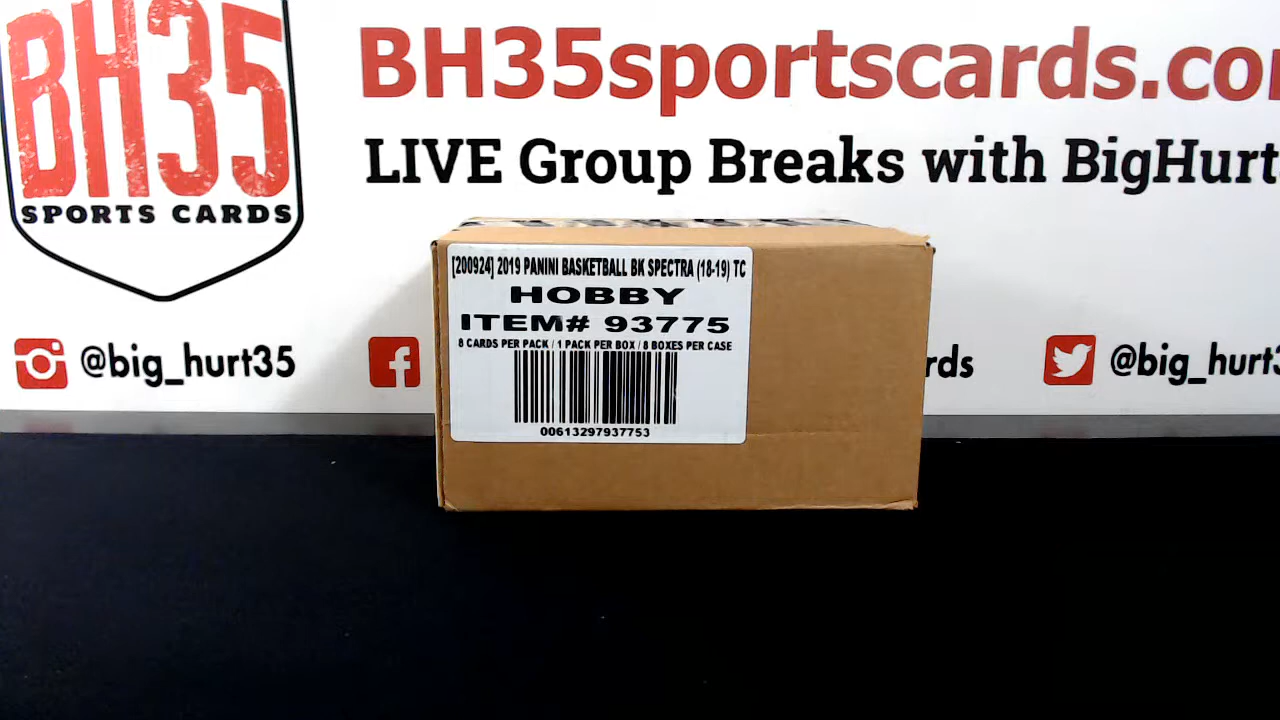 BH35
SPORTS CARDS
BH35sportscards.co
LIVE Group Breaks with BigHurt
[200924] 2019 PANINI BASKETBALL BK SPECTRA (18-19) TC
HOBBY
ITEM# 93775
8 CARDS PER PACK / 1 PACK PER BOX / 8 BOXES PER CASE
00613297937753
@big_hurt35
rds
@big_hurt3